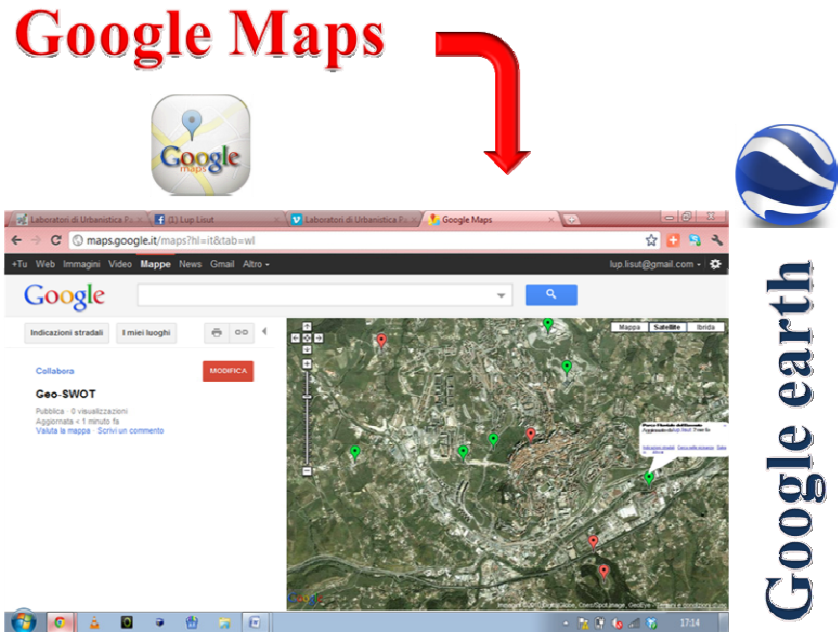 Google Maps
Google
maps
Laboratori di Urbanistica Pa
(1) Lup Lisut
Laboratori di Urbanistica Pa
Google Maps
maps.google.it/maps?hl=it&tab=wl
+Tu Web Immagini Video Mappe News Gmail Altro
lup.lisut@gmail.com
Google
Indicazioni stradali
I miei luoghi
Mappa
Satellite
Ibrida
Collabora
MODIFICA
Geo-SWOT
Pubblica · 0 visualizzazioni
Aggiornata < 1 minuto fa
Valuta la mappa · Scrivi un commento
Google
17:14
Google earth